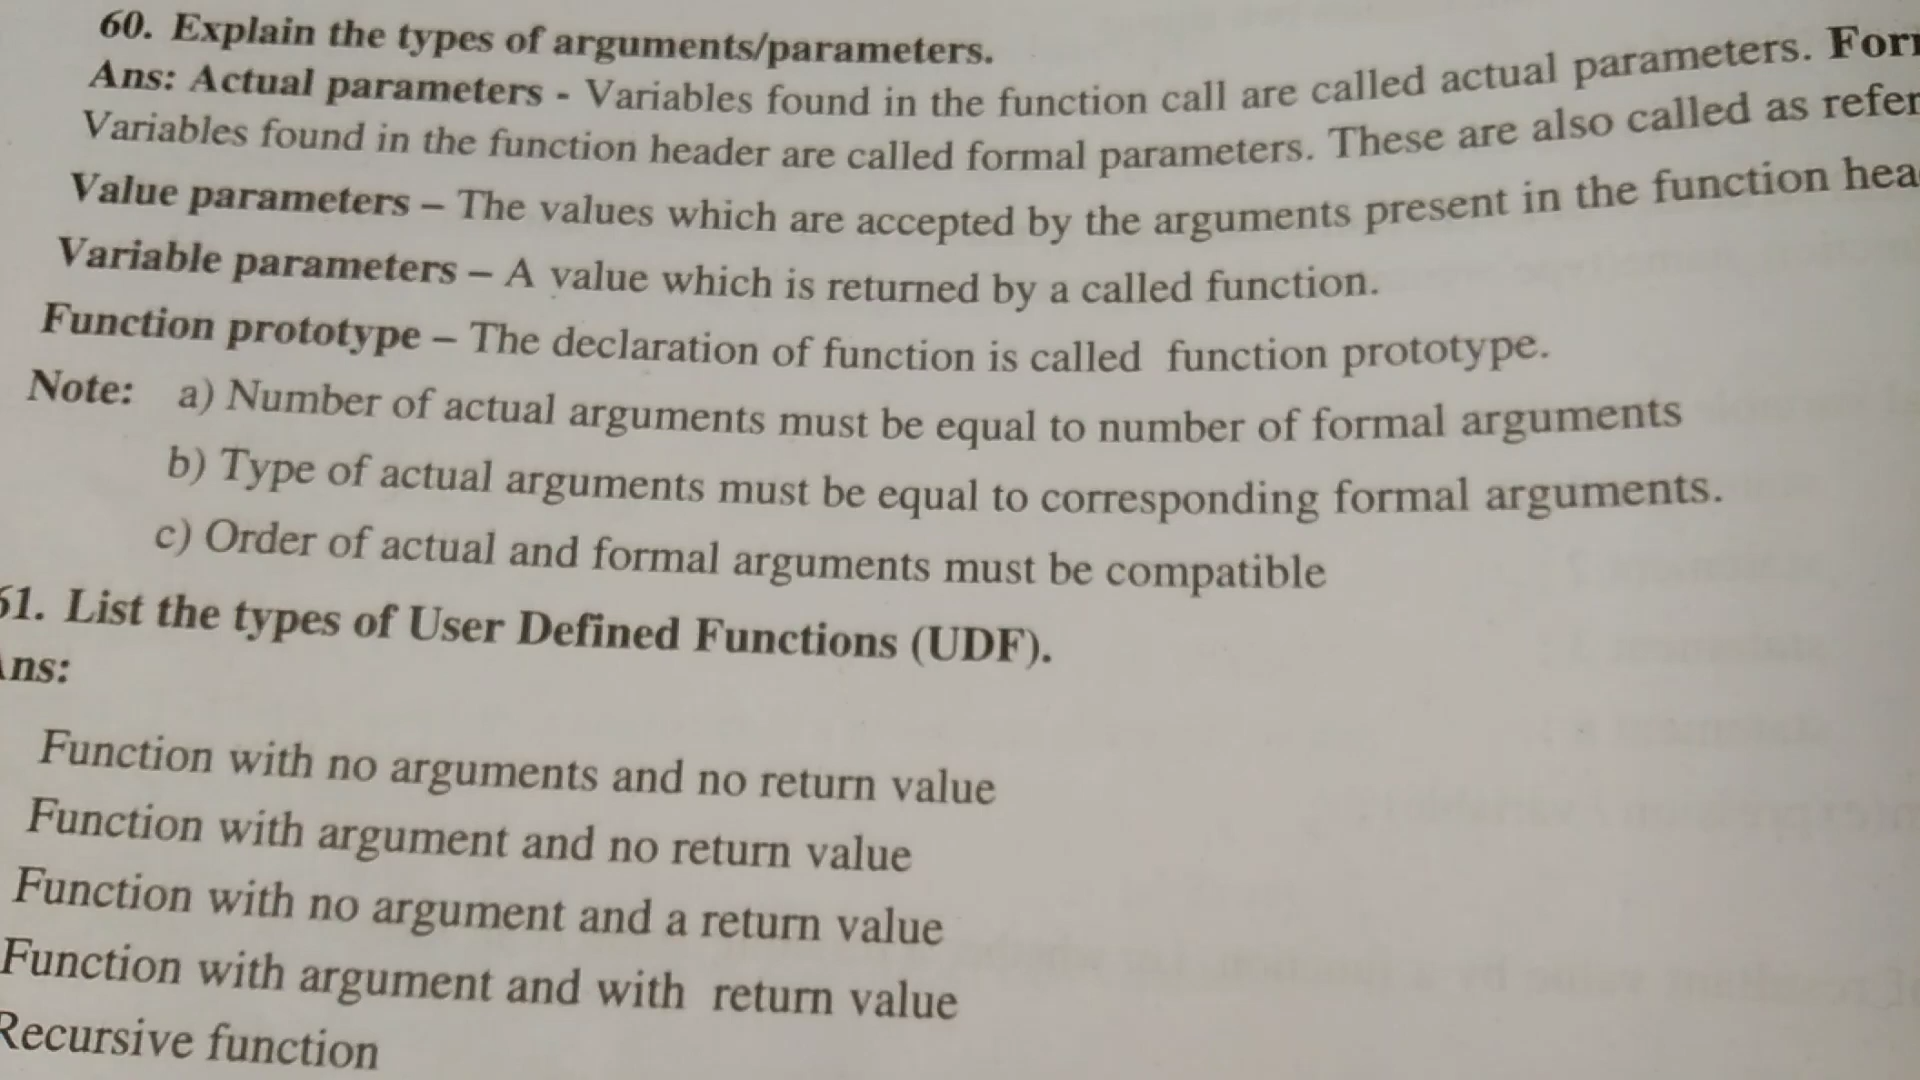 60. Explain the types of arguments/parameters.
Ans: Actual parameters - Variables found in the function call are called actual parameters.
Variables found in the function header are called formal parameters. These are also called as
Value parameters – The values which are accepted by the arguments present in the function
Variable parameters – A value which is returned by a called function.
Function prototype – The declaration of function is called function prototype.
Note: a) Number of actual arguments must be equal to number of formal arguments
b) Type of actual arguments must be equal to corresponding formal arguments.
c) Order of actual and formal arguments must be compatible
61. List the types of User Defined Functions (UDF).
Ans:
Function with no arguments and no return value
Function with argument and no return value
Function with no argument and a return value
Function with argument and with return value
Recursive function